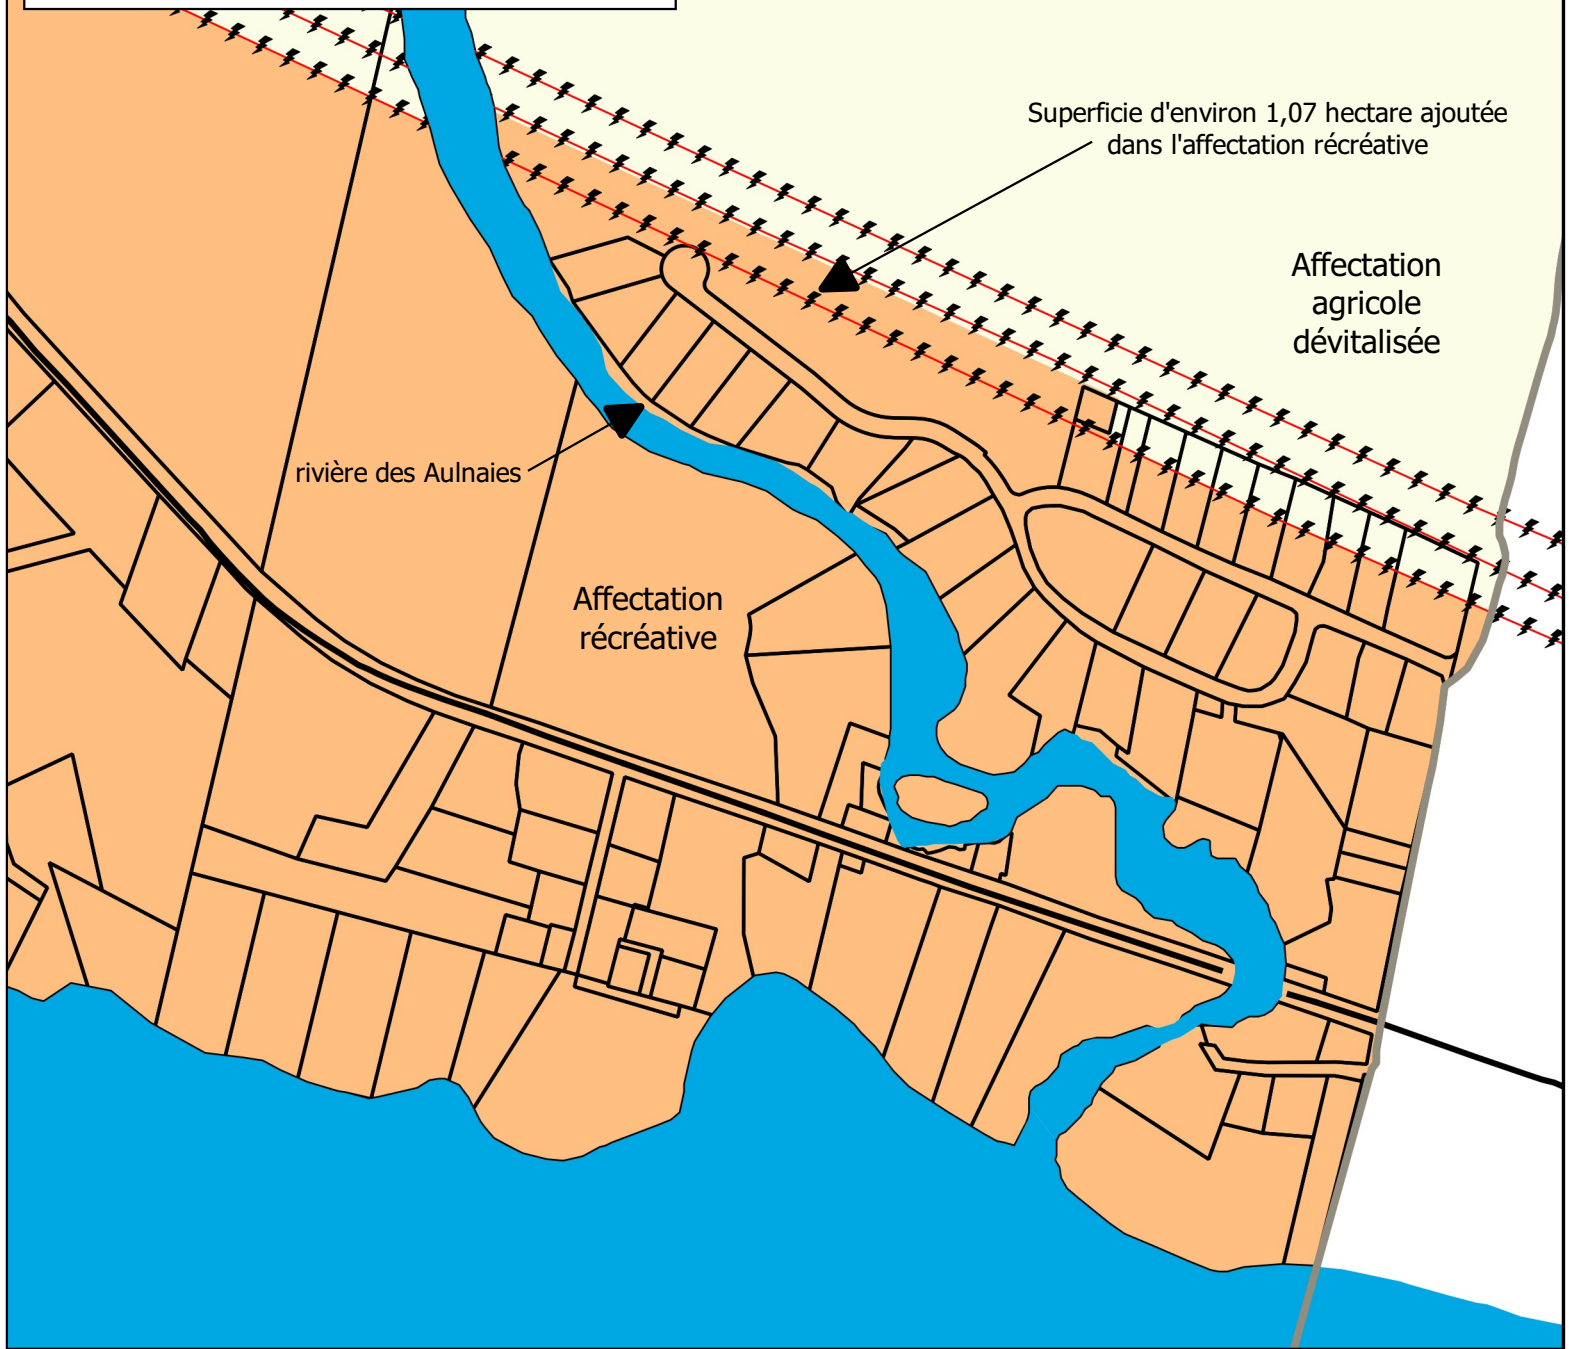 Superficie d'environ 1,07 hectare ajoutée
dans l'affectation récréative
Affectation
agricole
dévitalisée
rivière des Aulnaies
Affectation
récréative